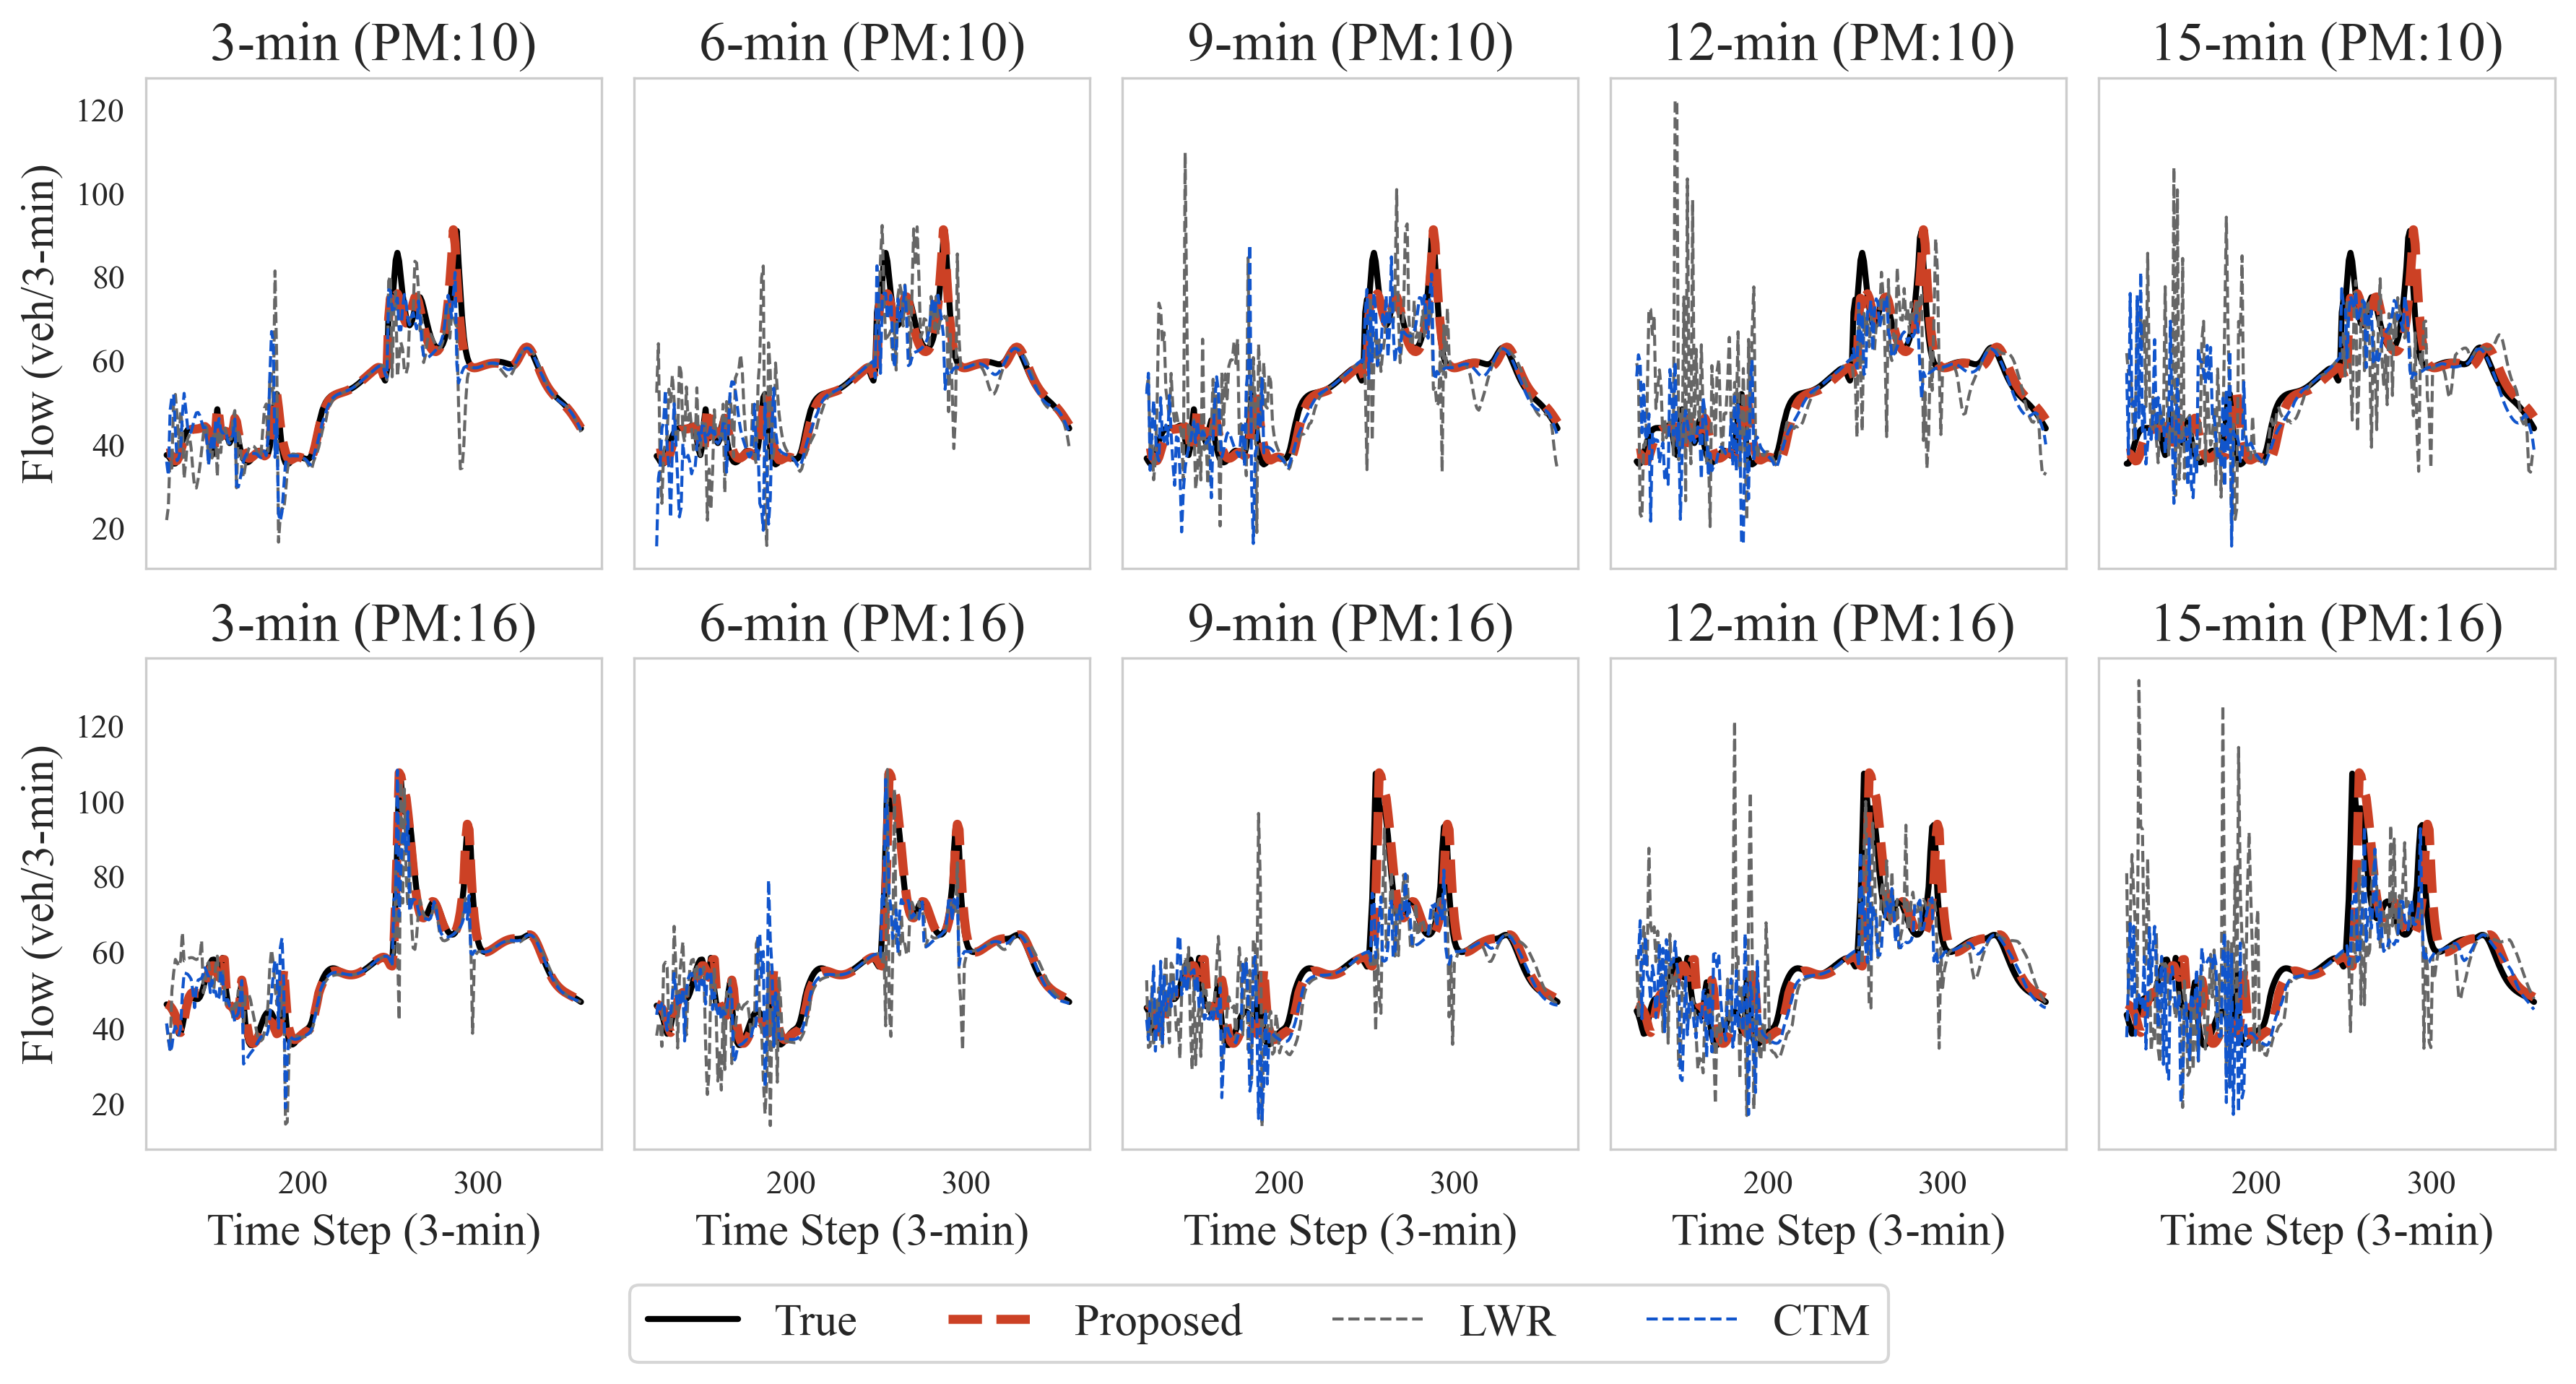 3-min (PM:10) 6-min (PM:10) 9-min (PM:10) 12-min (PM:10) 15-min (PM:10)
Flow (veh/3-min)
120
100
80
60
40
20
3-min (PM:16) 6-min (PM:16) 9-min (PM:16) 12-min (PM:16) 15-min (PM:16)
Flow (veh/3-min)
120
100
80
60
40
20
200 300 200 300 200 300 200 300 200 300
Time Step (3-min) Time Step (3-min) Time Step (3-min) Time Step (3-min) Time Step (3-min)
True Proposed LWR CTM